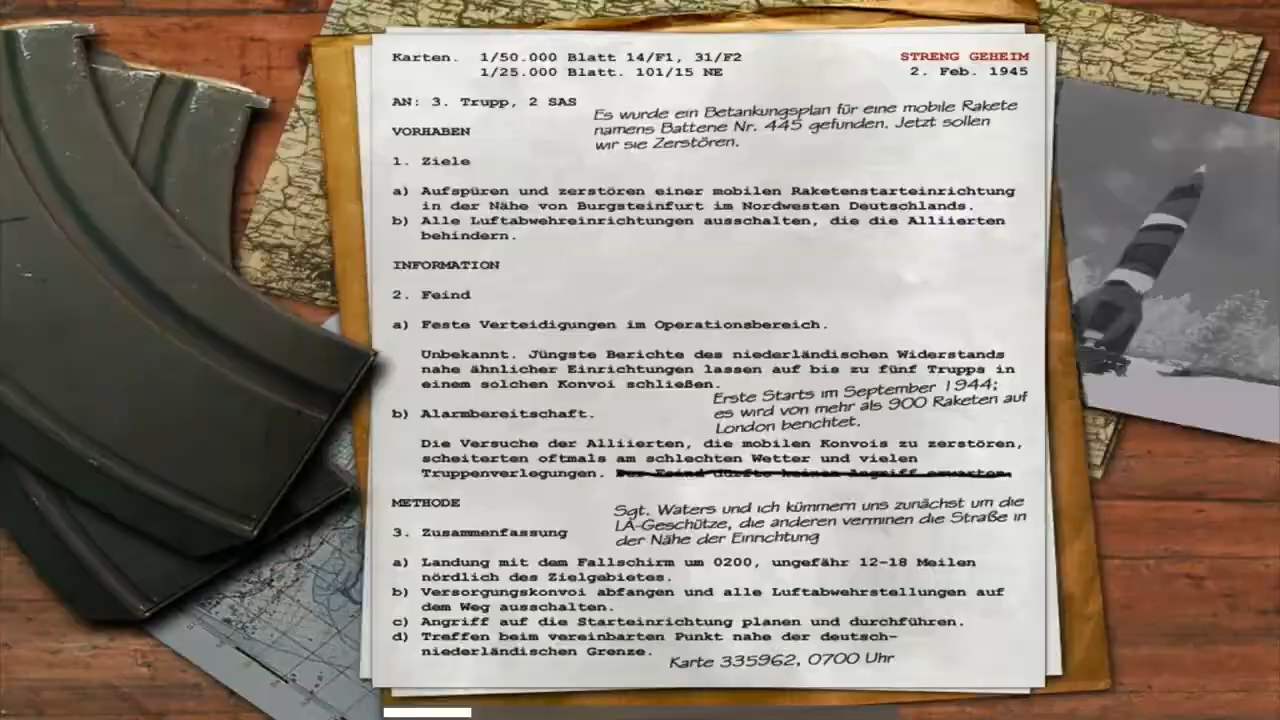 Karten. 1/50.000 Blatt 14/F1, 31/F2
STRENG GEHEIM
1/25.000 Blatt. 101/15 NE
2. Feb. 1945
AN: 3. Trupp, 2 SAS
Es wurde ein Betankungsplan für eine mobile Rakete
namens Batterie Nr. 445 gefunden. Jetzt sollen
wir sie Zerstören.
VORHABEN
1. Ziele
a) Aufspüren und zerstören einer mobilen Raketenstarteinrichtung
in der Nähe von Burgsteinfurt im Nordwesten Deutschlands.
b) Alle Luftabwehreinrichtungen ausschalten, die die Alliierten
behindern.
INFORMATION
2. Feind
a) Feste Verteidigungen im Operationsbereich.
Unbekannt. Jüngste Berichte des niederländischen Widerstands
nahe ähnlicher Einrichtungen lassen auf bis zu fünf Trupps in
einem solchen Konvoi schließen.
Erste Starts im September 1944;
es wird von mehr als 900 Raketen auf
London berichtet.
b) Alarmbereitschaft.
Die Versuche der Alliierten, die mobilen Konvois zu zerstören,
scheiterten oftmals am schlechten Wetter und vielen
Truppenverlegungen. Der Feind dürfte keinen Angriff erwarten.
METHODE
Sgt. Waters und ich kümmern uns zunächst um die
LA-Geschütze, die anderen verminen die Straße in
der Nähe der Einrichtung
3. Zusammenfassung
a) Landung mit dem Fallschirm um 0200, ungefähr 12-18 Meilen
nördlich des Zielgebietes.
b) Versorgungskonvoi abfangen und alle Luftabwehrstellungen auf
dem Weg ausschalten.
c) Angriff auf die Starteinrichtung planen und durchführen.
d) Treffen beim vereinbarten Punkt nahe der deutsch-
niederländischen Grenze.
Karte 335962, 0700 Uhr